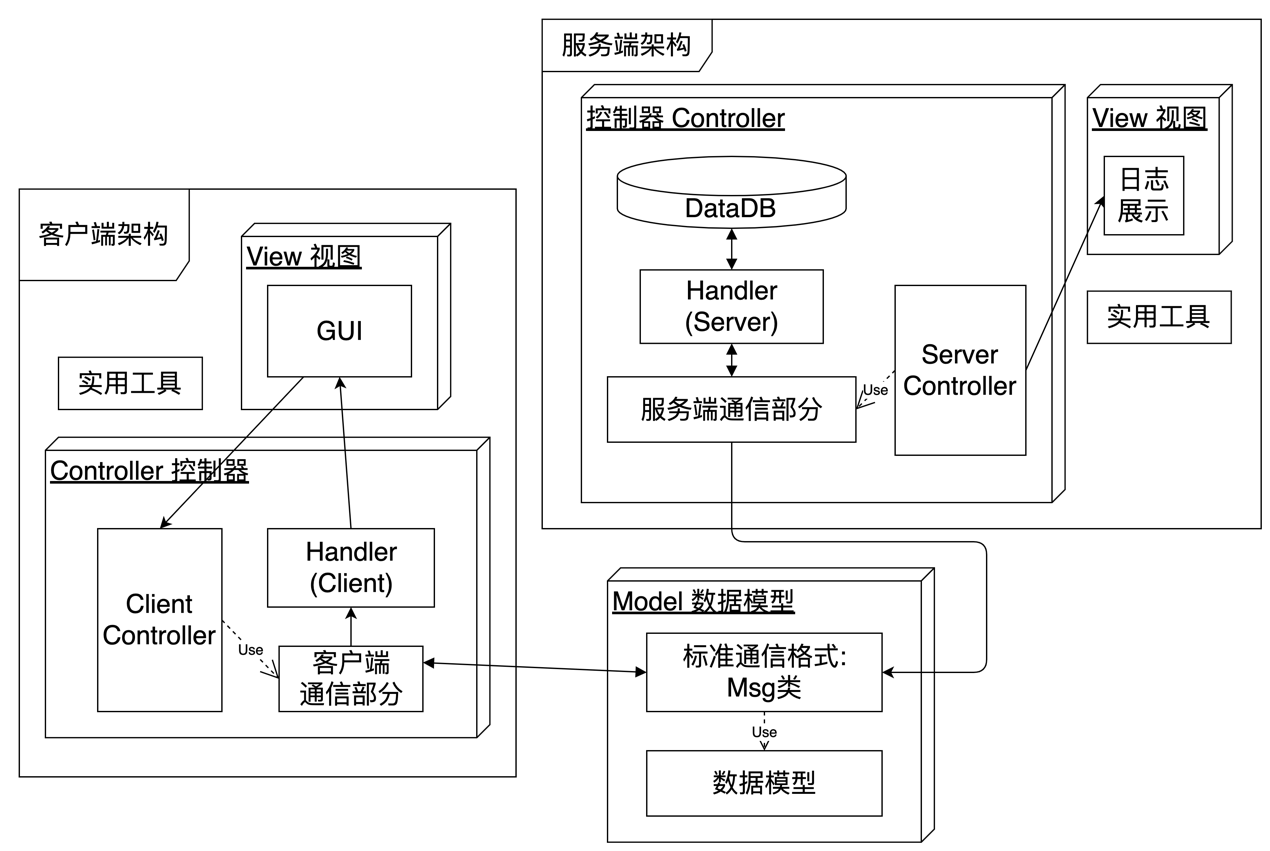 服务端架构
控制器 Controller
DataDB
Handler
(Server)
服务端通信部分
Use
Server
Controller
View 视图
日志
展示
实用工具
客户端架构
View 视图
GUI
实用工具
Controller 控制器
Client
Controller
Use
Handler
(Client)
客户端
通信部分
Model 数据模型
标准通信格式:
Msg类
Use
数据模型